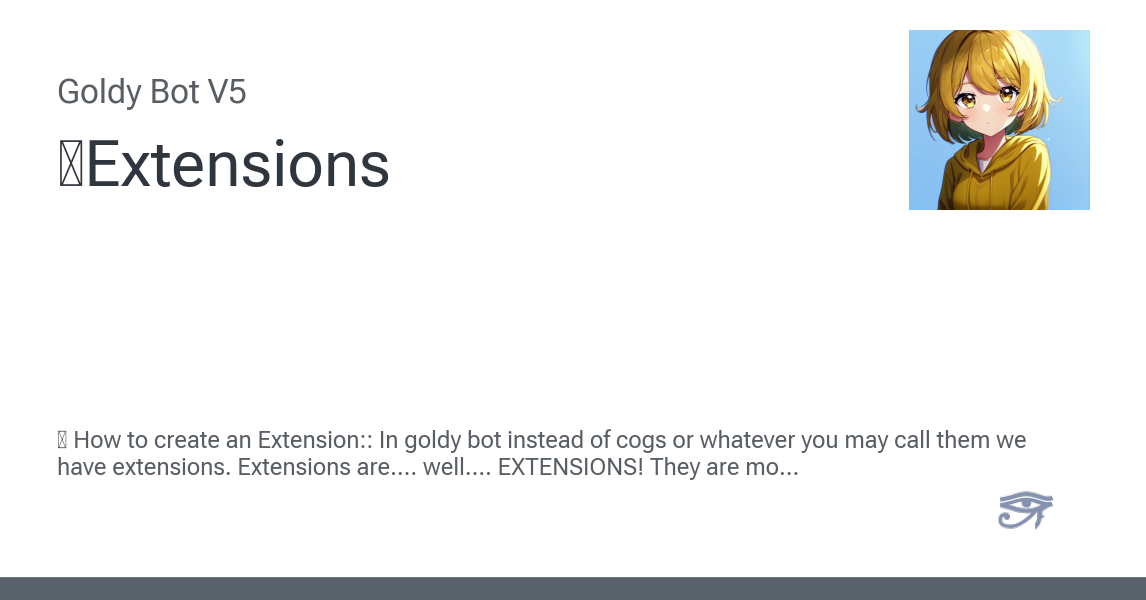 Goldy Bot V5
Extensions
How to create an Extension:: In goldy bot instead of cogs or whatever you may call them we
have extensions. Extensions are.... well.... EXTENSIONS! They are mo...